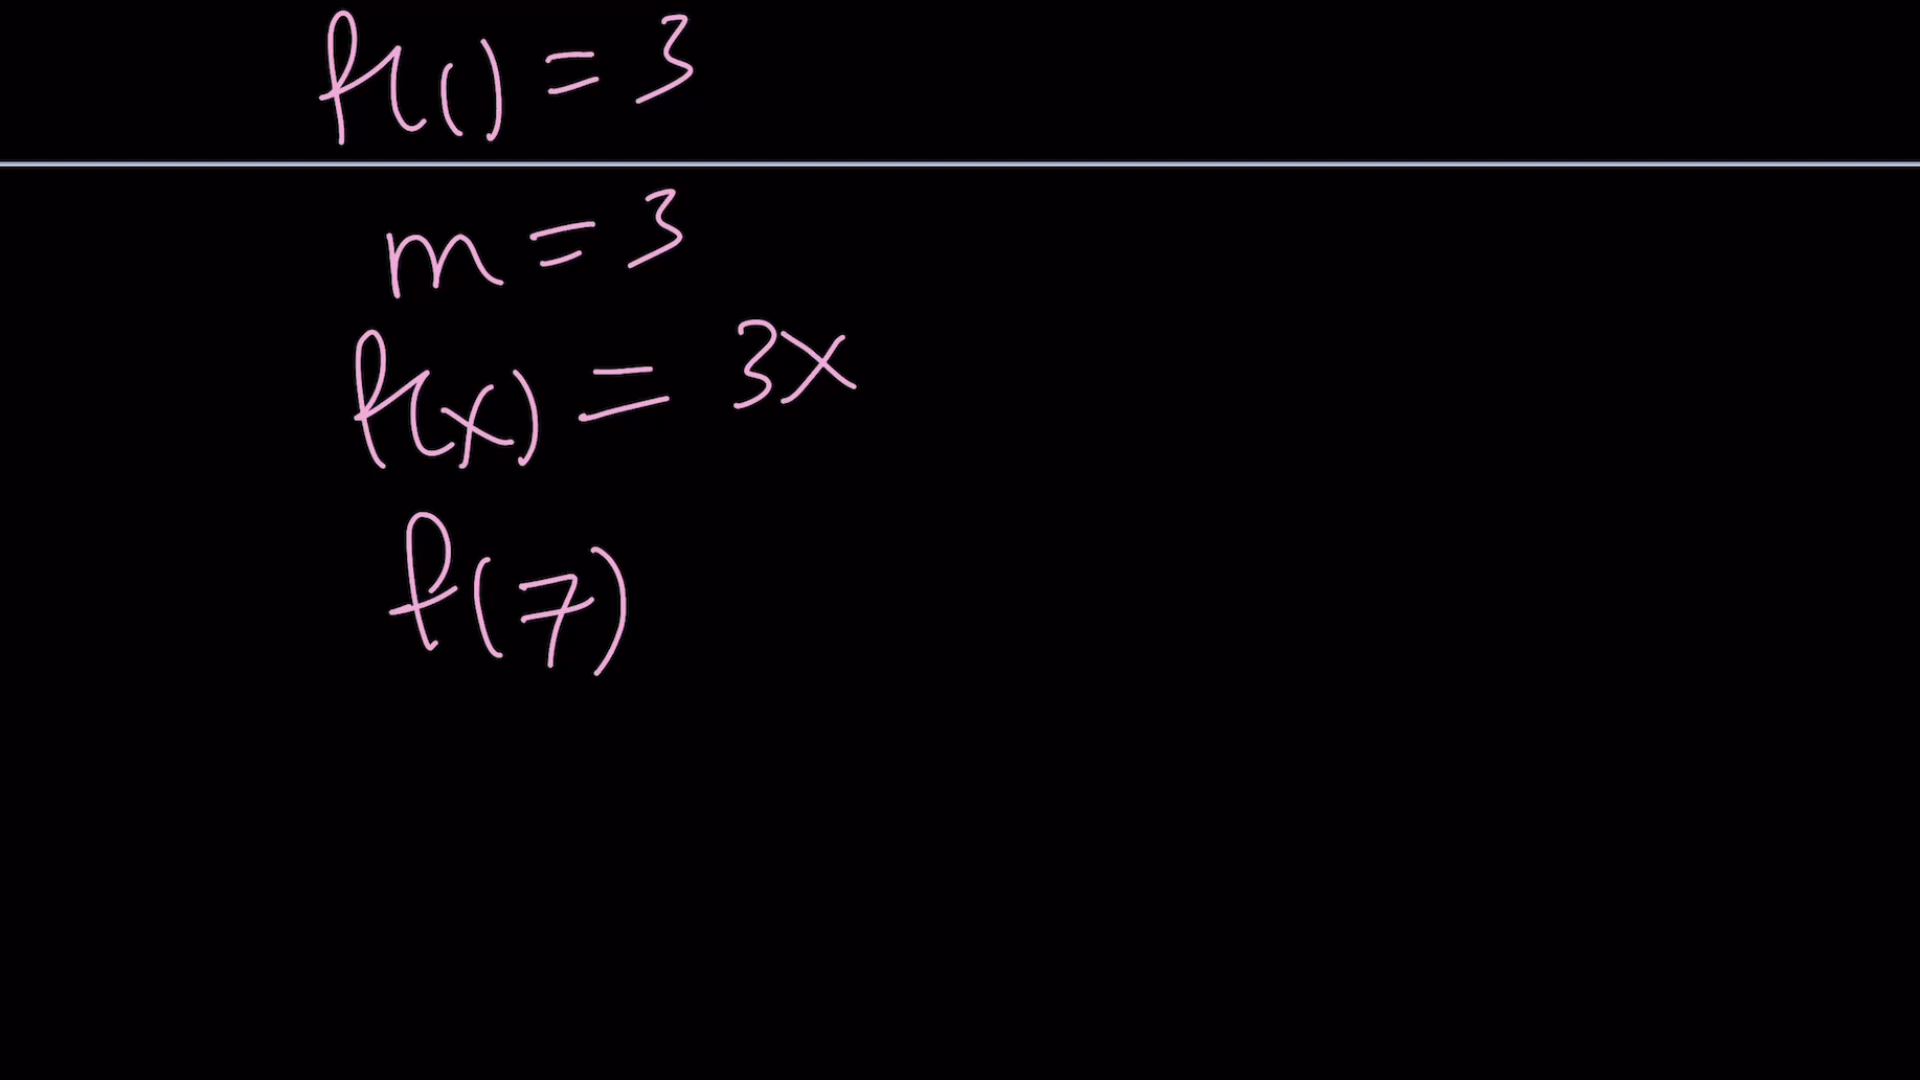 f(1) = 3
m = 3
f(x) = 3x
f(7)